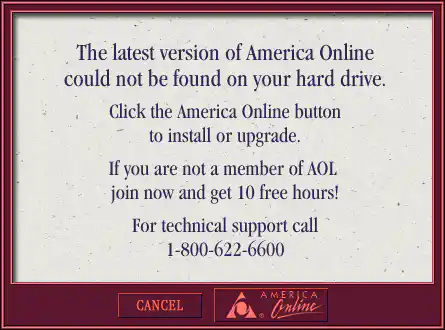 The latest version of America Online
could not be found on your hard drive.
Click the America Online button
to install or upgrade.
If you are not a member of AOL
join now and get 10 free hours!
For technical support call
1-800-622-6600
CANCEL
®
AMERICA
Online